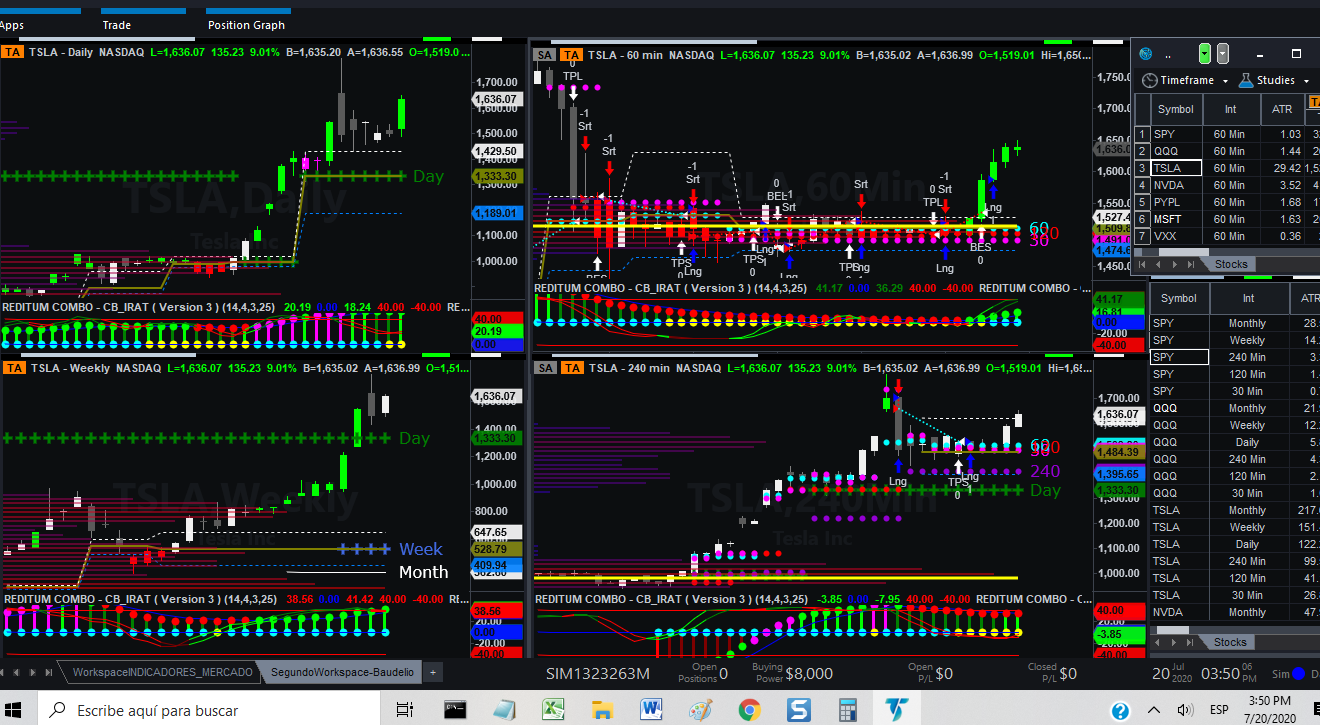 Apps Trade Position Graph
TA TSLA - Daily NASDAQ L=1,636.07 135.23 9.01% B=1,635.20 A=1,636.55 O=1,519.0 ...
1,700.00
1,636.07
1,600.00
1,500.00
1,429.50
1,400.00
1,333.30
1,300.00
1,189.01
1,100.00
1,000.00
Day
TSLA,Daily
Tesla Inc
REDITUM COMBO - CB_IRAT ( Version 3 ) (14,4,3,25) 20.19 0.00 18.24 40.00 -40.00 RE...
40.00
20.19
0.00
SA TA TSLA - 60 min NASDAQ L=1,636.07 135.23 9.01% B=1,635.02 A=1,636.99 O=1,519.01 Hi=1,65(...
1,750.
1,700.
1,650.
1,636.0
1,600.
1,550.
1,527.4
1,509.8
1,474.6
1,450.
0
TPL
-1
Srt
-1
Srt
-1
Srt
0
BEL
-1
Srt
Srt
0
TPL
-1
Srt
Lng
BES
TPS
0
Lng
TPS
0
Lng
1
Lng
TPS
Lng
Lng
BES
0
60
30
TSLA,60 Min
REDITUM COMBO - CB_IRAT ( Version 3 ) (14,4,3,25) 41.17 0.00 36.29 40.00 -40.00 REDITUM COMBO - ...
41.17
16.81
0.00
-20.00
-40.00
TA TSLA - Weekly NASDAQ L=1,636.07 135.23 9.01% B=1,635.02 A=1,636.99 O=1,51...
1,636.07
1,400.00
1,333.30
1,200.00
1,000.00
800.00
647.65
528.79
409.94
Day
Week
Month
TSLA,Weekly
Tesla Inc
REDITUM COMBO - CB_IRAT ( Version 3 ) (14,4,3,25) 38.56 0.00 41.42 40.00 -40.00 RE...
38.56
20.00
0.00
-20.00
-40.00
SA TA TSLA - 240 min NASDAQ L=1,636.07 135.23 9.01% B=1,635.02 A=1,636.99 O=1,519.01 Hi=1,65...
1,700.00
1,636.07
1,484.39
1,395.65
1,333.30
1,300.00
1,200.00
1,100.00
1,000.00
Lng
TPS
0
Lng
1
60
240
Day
TSLA,240 Min
Tesla Inc
REDITUM COMBO - CB_IRAT ( Version 3 ) (14,4,3,25) -3.85 0.00 -7.95 40.00 -40.00 REDITUM COMBO - C...
40.00
-3.85
-20.00
-40.00
..
Timeframe Studies
Symbol Int ATR TA
1 SPY 60 Min 1.03
2 QQQ 60 Min 1.44
3 TSLA 60 Min 29.42
4 NVDA 60 Min 3.52
5 PYPL 60 Min 1.68
6 MSFT 60 Min 1.63
7 VXX 60 Min 0.36
Stocks
Symbol Int ATR
SPY Monthly 28.
SPY Weekly 14.
SPY 240 Min 3.
SPY 120 Min 1.
SPY 30 Min 0.
QQQ Monthly 21.
QQQ Weekly 12.
QQQ Daily 5.
QQQ 240 Min 4.
QQQ 120 Min 2.
QQQ 30 Min 1.
TSLA Monthly 217.
TSLA Weekly 151.
TSLA Daily 122.
TSLA 240 Min 99.
TSLA 120 Min 41.
TSLA 30 Min 26.
NVDA Monthly 47.
Stocks
WorkspaceINDICADORES_MERCADO SegundoWorkspace-Baudelio +
SIM1323263M Open Positions 0 Buying Power $8,000 Open P/L $0 Closed P/L $0 20 Jul 2020 03:50 06 PM Sim
Escribe aquí para buscar
ESP
3:50 PM
7/20/2020